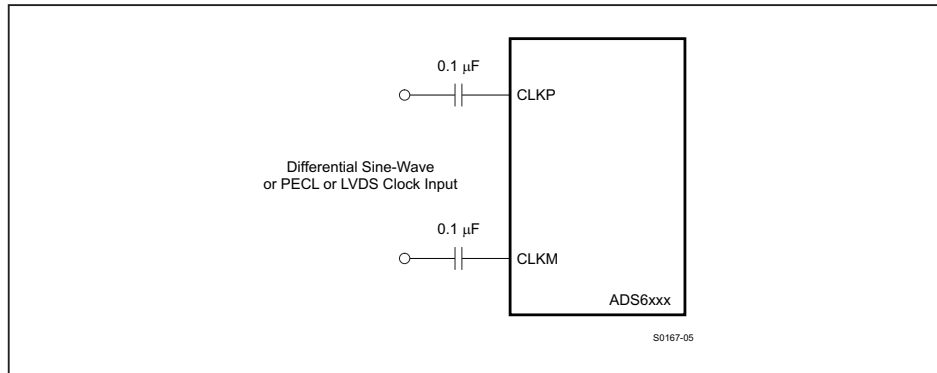 0.1 μF
CLKP
Differential Sine-Wave
or PECL or LVDS Clock Input
0.1 μF
CLKM
ADS6xxx
S0167-05